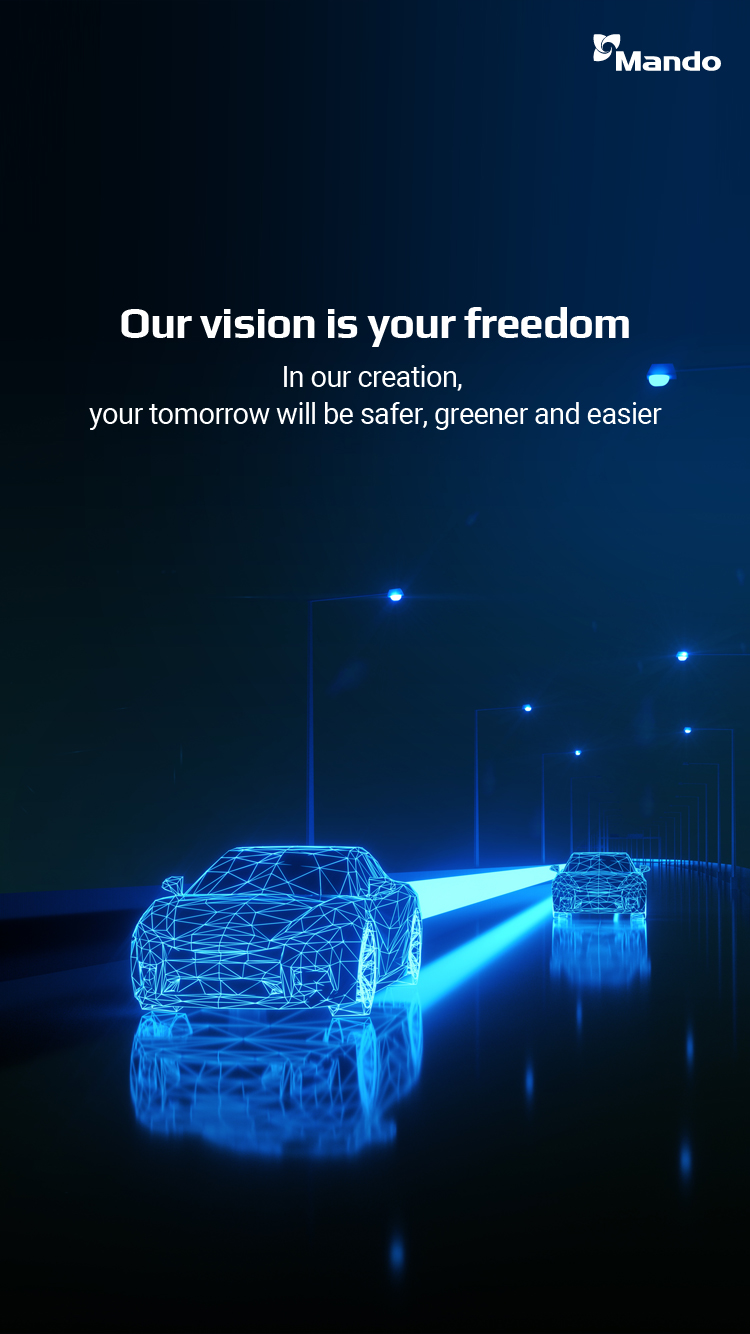 Mando
Our vision is your freedom
In our creation,
your tomorrow will be safer, greener and easier